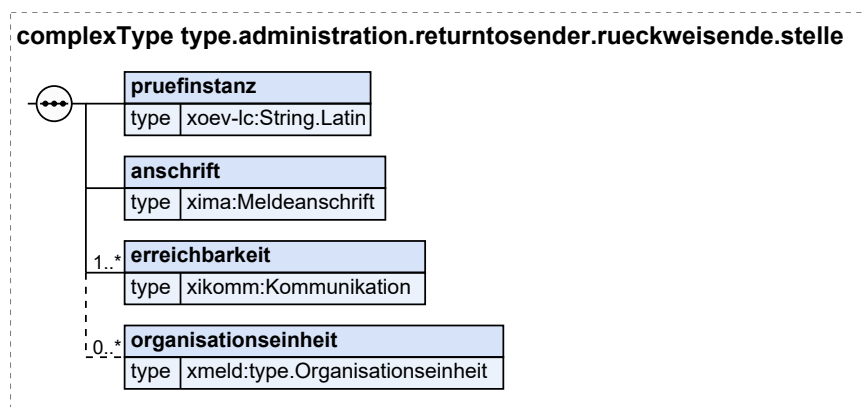 complexType type.administration.returntosender.rueckweisende.stelle
pruefinstanz
type xoev-lc:String.Latin
anschrift
type xima:Meldeanschrift
1..* erreichbarkeit
type xikomm:Kommunikation
0..* organisationseinheit
type xmeld:type.Organisationseinheit